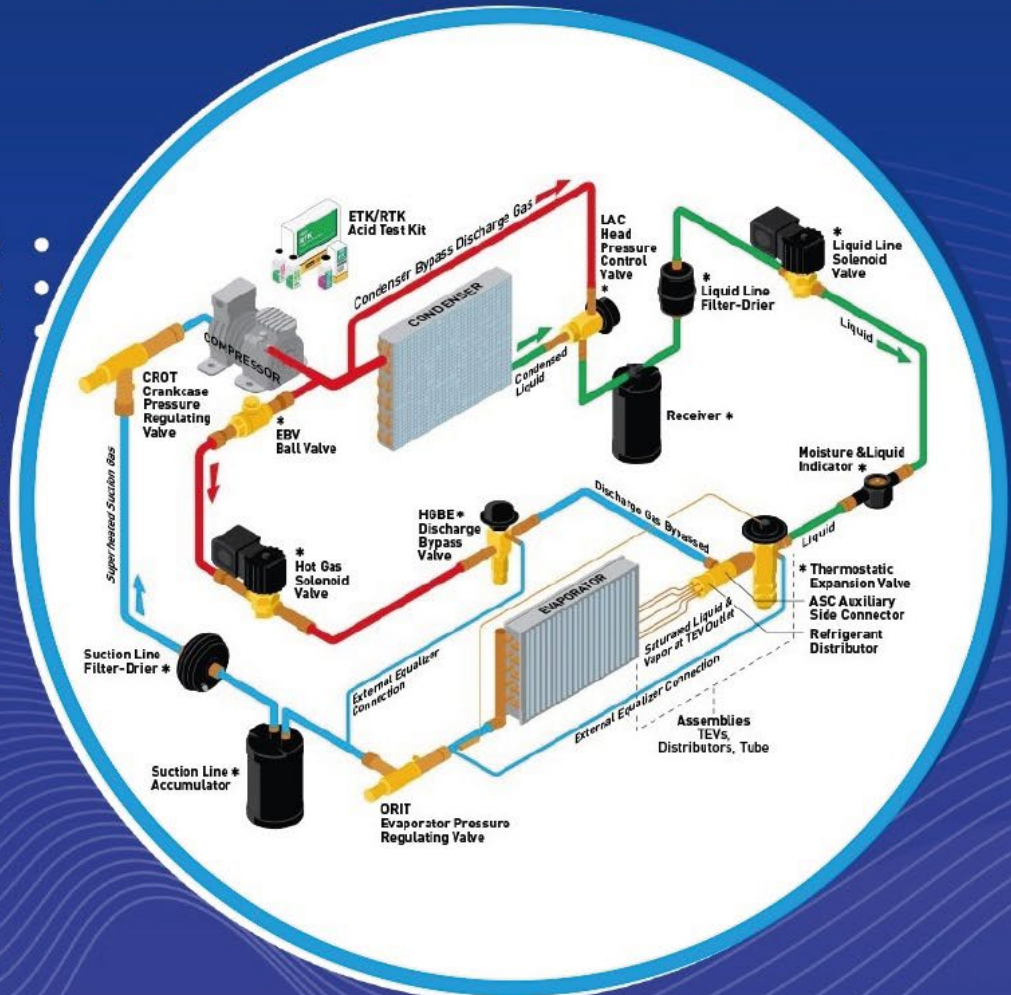 ETK/RTK
Acid Test Kit
RTK
Condenser Bypass Discharge Gas
LAC
Head
Pressure
Control
Valve
*
*
Liquid Line
Solenoid
Valve
*
Liquid Line
Filter-Drier
Liquid
COMPRESSOR
CONDENSER
Condensed
Liquid
CROT
Crankcase
Pressure
Regulating
Valve
*
EBV
Ball Valve
Receiver *
Moisture &Liquid
Indicator *
Super heated Suction Gas
HGBE *
Discharge
Bypass
Valve
Discharge Gas Bypassed
Liquid
*
Hot Gas
Solenoid
Valve
EVAPORATOR
* Thermostatic
Expansion Valve
ASC Auxiliary
Side Connector
Refrigerant
Distributor
Saturated Liquid &
Vapor at TEV Outlet
Suction Line
Filter-Drier *
External Equalizer
Connection
External Equalizer Connection
Assemblies
TEVs,
Distributors, Tube
Suction Line *
Accumulator
ORIT
Evaporator Pressure
Regulating Valve